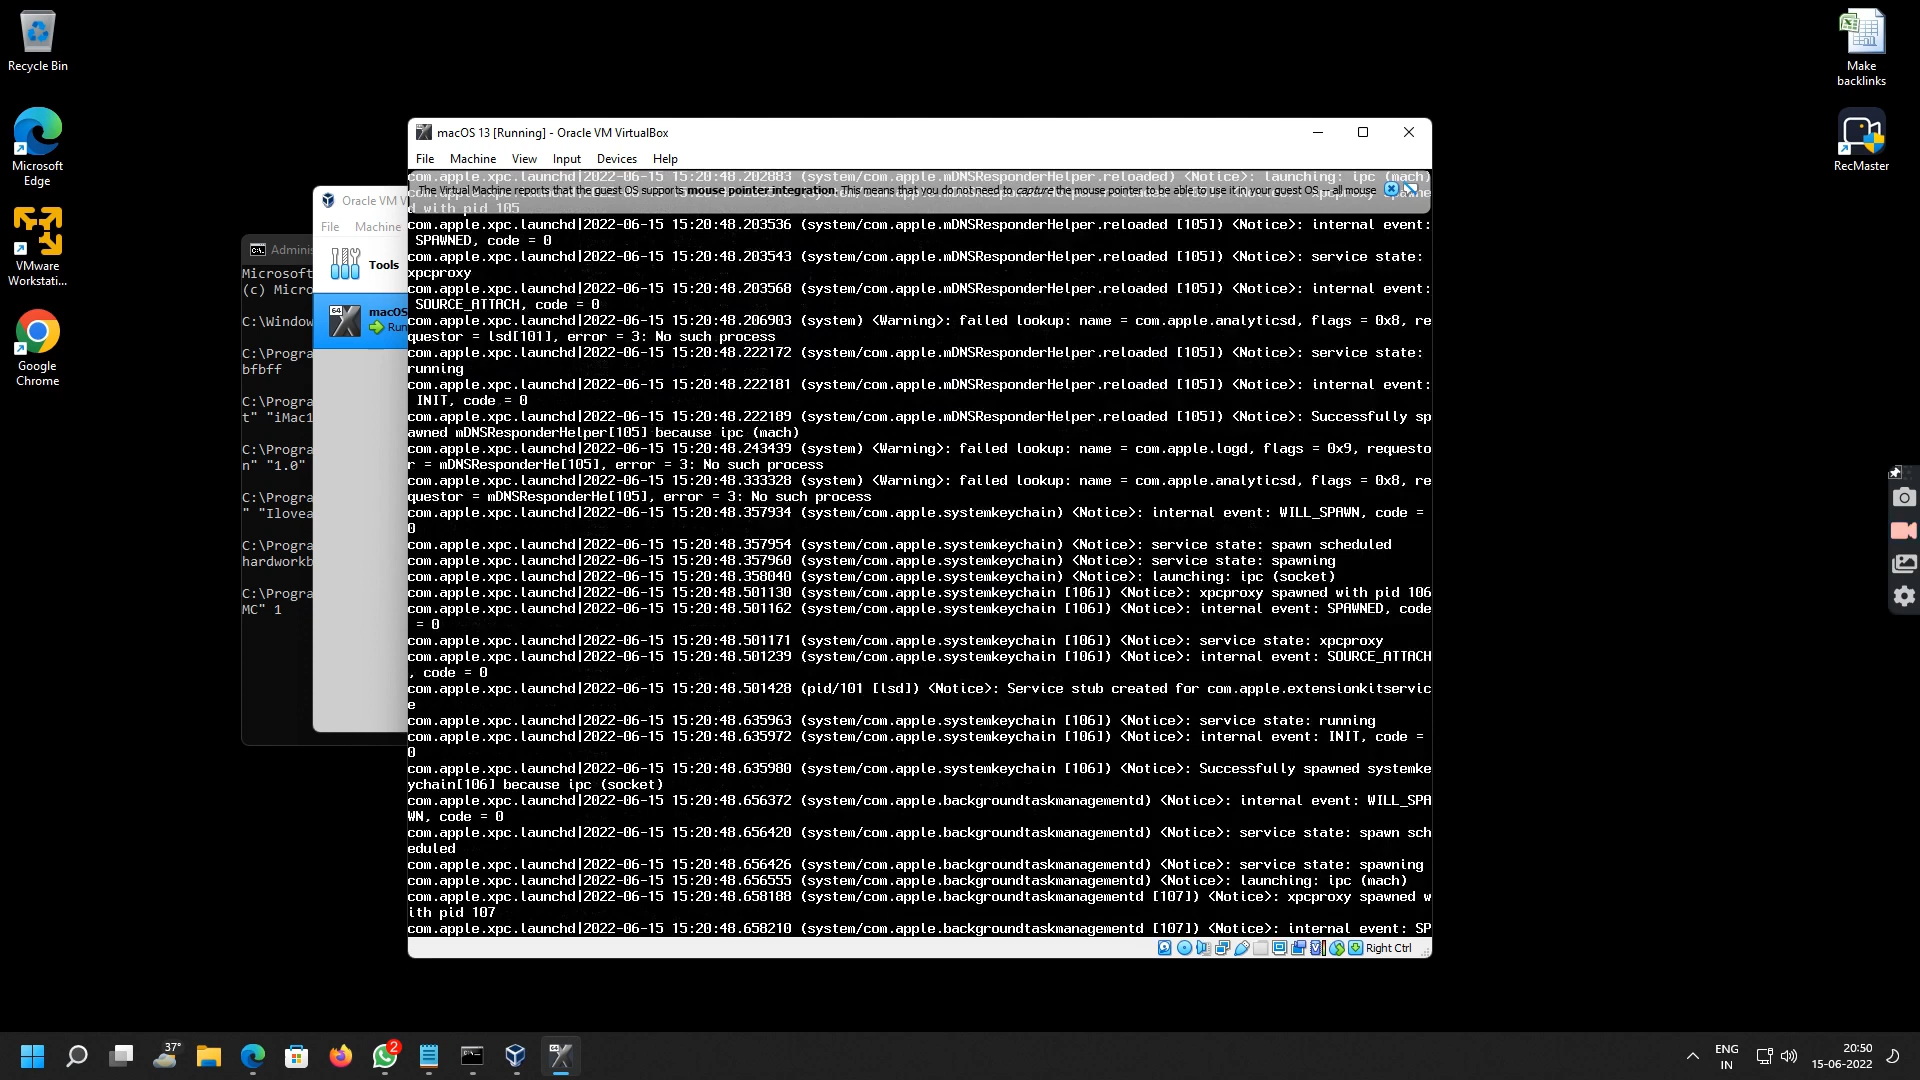 Recycle Bin
Microsoft
Edge
VMware
Workstati...
Google
Chrome
Make
backlinks
RecMaster
Adminis
Microsoft
(c) Micro
C:\Window
C:\Progra
bfbff
C:\Progra
t" "iMac1
C:\Progra
n" "1.0"
C:\Progra
" "Ilovea
C:\Progra
hardworkb
C:\Progra
MC" 1
Oracle VM V
File Machine
Tools
64
macOS
Run
macOS 13 [Running] - Oracle VM VirtualBox
File Machine View Input Devices Help
com.apple.xpc.launchd|2022-06-15 15:20:48.202883 (system/com.apple.mDNSResponderHelper.reloaded) <Notice>: launching: ipc (mach)
The Virtual Machine reports that the guest OS supports mouse pointer integration. This means that you do not need to capture the mouse pointer to be able to use it in your guest OS -- all mouse
d with pid 105
com.apple.xpc.launchd|2022-06-15 15:20:48.203536 (system/com.apple.mDNSResponderHelper.reloaded [105]) <Notice>: internal event:
SPAWNED, code = 0
com.apple.xpc.launchd|2022-06-15 15:20:48.203543 (system/com.apple.mDNSResponderHelper.reloaded [105]) <Notice>: service state:
xpcproxy
com.apple.xpc.launchd|2022-06-15 15:20:48.203568 (system/com.apple.mDNSResponderHelper.reloaded [105]) <Notice>: internal event:
SOURCE_ATTACH, code = 0
com.apple.xpc.launchd|2022-06-15 15:20:48.206903 (system) <Warning>: failed lookup: name = com.apple.analyticsd, flags = 0x8, re
questor = lsd[101], error = 3: No such process
com.apple.xpc.launchd|2022-06-15 15:20:48.222172 (system/com.apple.mDNSResponderHelper.reloaded [105]) <Notice>: service state:
running
com.apple.xpc.launchd|2022-06-15 15:20:48.222181 (system/com.apple.mDNSResponderHelper.reloaded [105]) <Notice>: internal event:
INIT, code = 0
com.apple.xpc.launchd|2022-06-15 15:20:48.222189 (system/com.apple.mDNSResponderHelper.reloaded [105]) <Notice>: Successfully sp
awned mDNSResponderHelper[105] because ipc (mach)
com.apple.xpc.launchd|2022-06-15 15:20:48.243439 (system) <Warning>: failed lookup: name = com.apple.logd, flags = 0x9, requesto
r = mDNSResponderHe[105], error = 3: No such process
com.apple.xpc.launchd|2022-06-15 15:20:48.333328 (system) <Warning>: failed lookup: name = com.apple.analyticsd, flags = 0x8, re
questor = mDNSResponderHe[105], error = 3: No such process
com.apple.xpc.launchd|2022-06-15 15:20:48.357934 (system/com.apple.systemkeychain) <Notice>: internal event: WILL_SPAWN, code =
0
com.apple.xpc.launchd|2022-06-15 15:20:48.357954 (system/com.apple.systemkeychain) <Notice>: service state: spawn scheduled
com.apple.xpc.launchd|2022-06-15 15:20:48.357960 (system/com.apple.systemkeychain) <Notice>: service state: spawning
com.apple.xpc.launchd|2022-06-15 15:20:48.358040 (system/com.apple.systemkeychain) <Notice>: launching: ipc (socket)
com.apple.xpc.launchd|2022-06-15 15:20:48.501130 (system/com.apple.systemkeychain [106]) <Notice>: xpcproxy spawned with pid 106
com.apple.xpc.launchd|2022-06-15 15:20:48.501162 (system/com.apple.systemkeychain [106]) <Notice>: internal event: SPAWNED, code
= 0
com.apple.xpc.launchd|2022-06-15 15:20:48.501171 (system/com.apple.systemkeychain [106]) <Notice>: service state: xpcproxy
com.apple.xpc.launchd|2022-06-15 15:20:48.501239 (system/com.apple.systemkeychain [106]) <Notice>: internal event: SOURCE_ATTACH
, code = 0
com.apple.xpc.launchd|2022-06-15 15:20:48.501428 (pid/101 [lsd]) <Notice>: Service stub created for com.apple.extensionkitservic
e
com.apple.xpc.launchd|2022-06-15 15:20:48.635963 (system/com.apple.systemkeychain [106]) <Notice>: service state: running
com.apple.xpc.launchd|2022-06-15 15:20:48.635972 (system/com.apple.systemkeychain [106]) <Notice>: internal event: INIT, code =
0
com.apple.xpc.launchd|2022-06-15 15:20:48.635980 (system/com.apple.systemkeychain [106]) <Notice>: Successfully spawned systemke
ychain[106] because ipc (socket)
com.apple.xpc.launchd|2022-06-15 15:20:48.656372 (system/com.apple.backgroundtaskmanagementd) <Notice>: internal event: WILL_SPA
WN, code = 0
com.apple.xpc.launchd|2022-06-15 15:20:48.656420 (system/com.apple.backgroundtaskmanagementd) <Notice>: service state: spawn sch
eduled
com.apple.xpc.launchd|2022-06-15 15:20:48.656426 (system/com.apple.backgroundtaskmanagementd) <Notice>: service state: spawning
com.apple.xpc.launchd|2022-06-15 15:20:48.656555 (system/com.apple.backgroundtaskmanagementd) <Notice>: launching: ipc (mach)
com.apple.xpc.launchd|2022-06-15 15:20:48.658188 (system/com.apple.backgroundtaskmanagementd [107]) <Notice>: xpcproxy spawned w
ith pid 107
com.apple.xpc.launchd|2022-06-15 15:20:48.658210 (system/com.apple.backgroundtaskmanagementd [107]) <Notice>: internal event: SP
Right Ctrl
37°
2
ENG
IN
20:50
15-06-2022